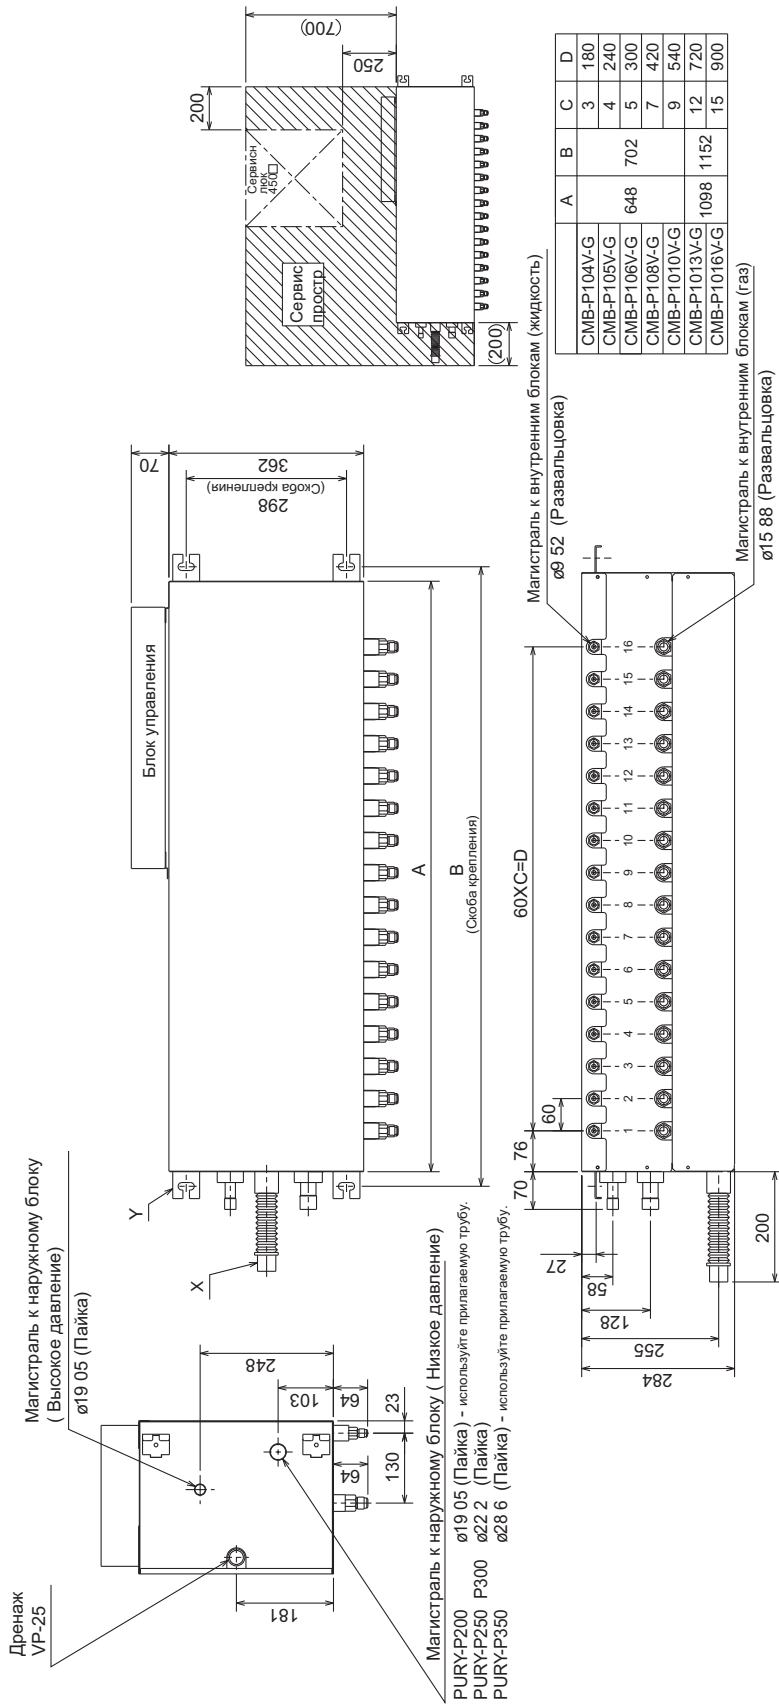 Дренаж
VP-25
Магистраль к наружному блоку
( Высокое давление)
ø19 05 (Пайка)
248
103
64
23
64
130
181
Магистраль к наружному блоку ( Низкое давление)
PURY-P200 ø19 05 (Пайка) - используйте прилагаемую трубу.
PURY-P250 P300 ø22 2 (Пайка)
PURY-P350 ø28 6 (Пайка) - используйте прилагаемую трубу.
Блок управления
70
362
298
(Скоба крепления)
X
Y
A
B
(Скоба крепления)
60XC=D
60
76
70
27
58
128
255
284
200
1 2 3 4 5 6 7 8 9 10 11 12 13 14 15 16
Магистраль к внутренним блокам (жидкость)
ø9 52 (Развальцовка)
Магистраль к внутренним блокам (газ)
ø15 88 (Развальцовка)
(700)
250
200
(200)
Сервисн
люк
450□
Сервис
простр
A B C D
CMB-P104V-G 648 702 3 180
CMB-P105V-G 4 240
CMB-P106V-G 5 300
CMB-P108V-G 7 420
CMB-P1010V-G 9 540
CMB-P1013V-G 1098 1152 12 720
CMB-P1016V-G 15 900